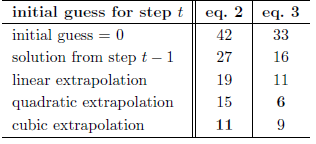 initial guess for step t eq. 2 eq. 3
initial guess = 0 42 33
solution from step t − 1 27 16
linear extrapolation 19 11
quadratic extrapolation 15 6
cubic extrapolation 11 9